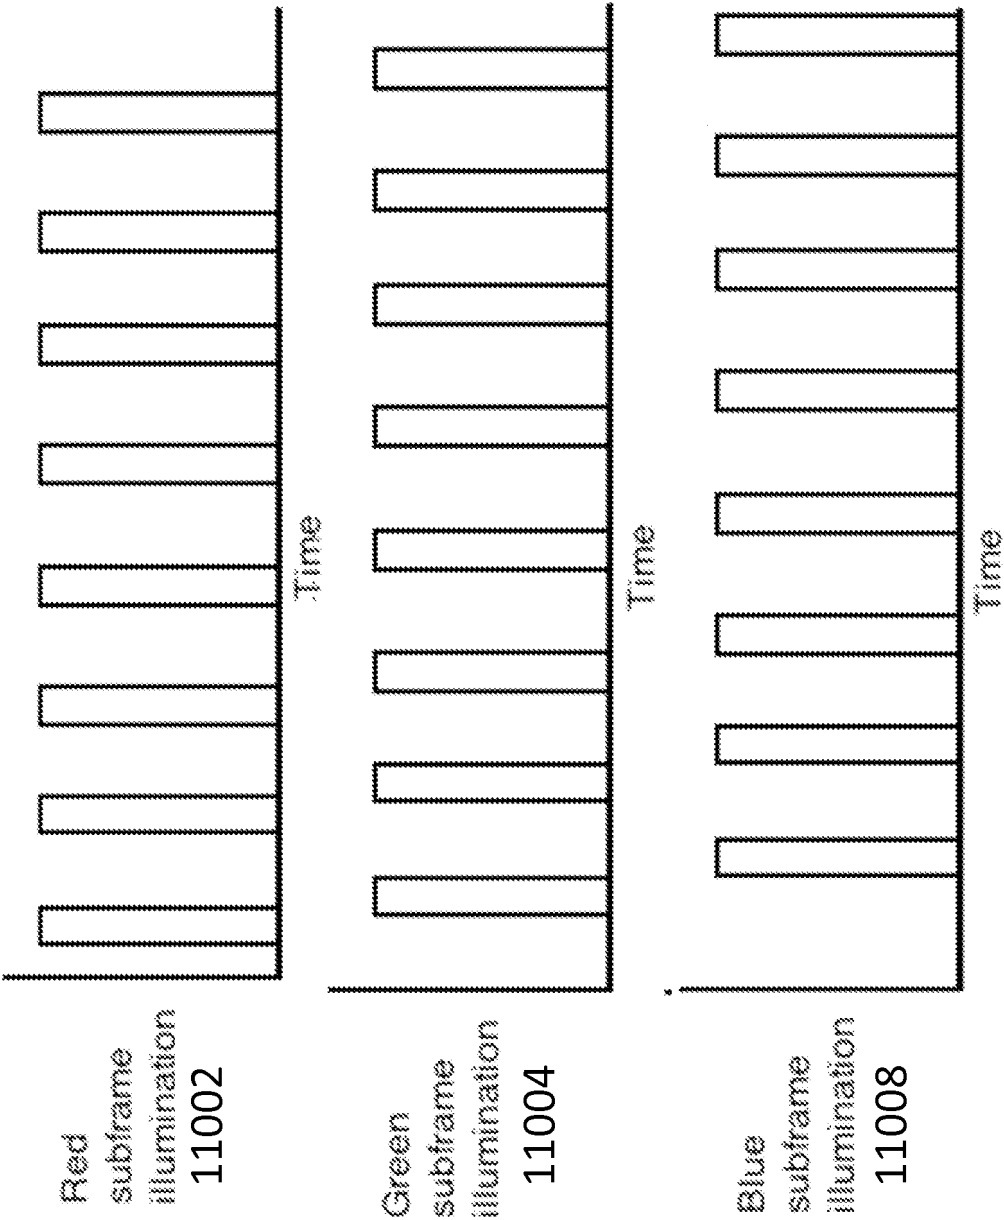 Red
subframe
illumination
11002
Time
Green
subframe
illumination
11004
Time
Blue
subframe
illumination
11008
Time